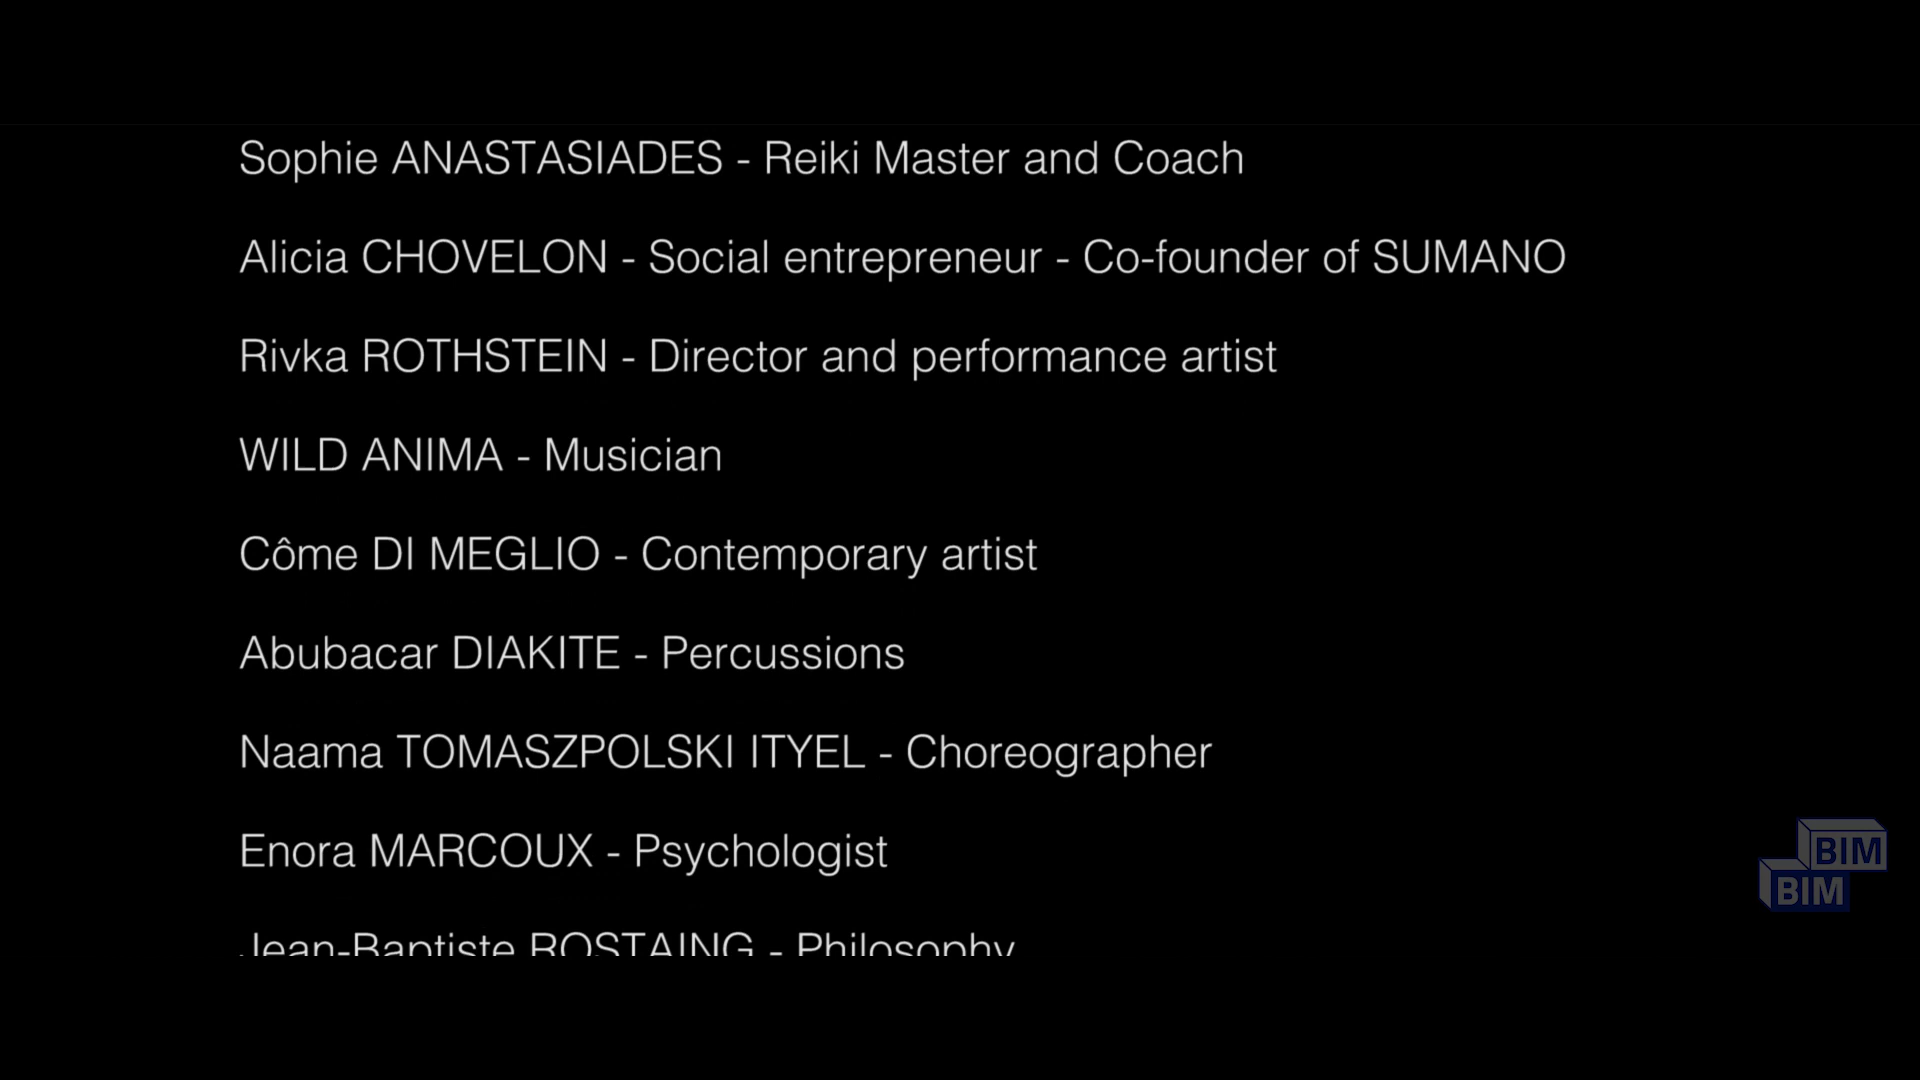 Sophie ANASTASIADES - Reiki Master and Coach
Alicia CHOVELON - Social entrepreneur - Co-founder of SUMANO
Rivka ROTHSTEIN - Director and performance artist
WILD ANIMA - Musician
Côme DI MEGLIO - Contemporary artist
Abubacar DIAKITE - Percussions
Naama TOMASZPOLSKI ITYEL - Choreographer
Enora MARCOUX - Psychologist
BIM
BIM
Jean-Baptiste ROSTAING - Philosophy